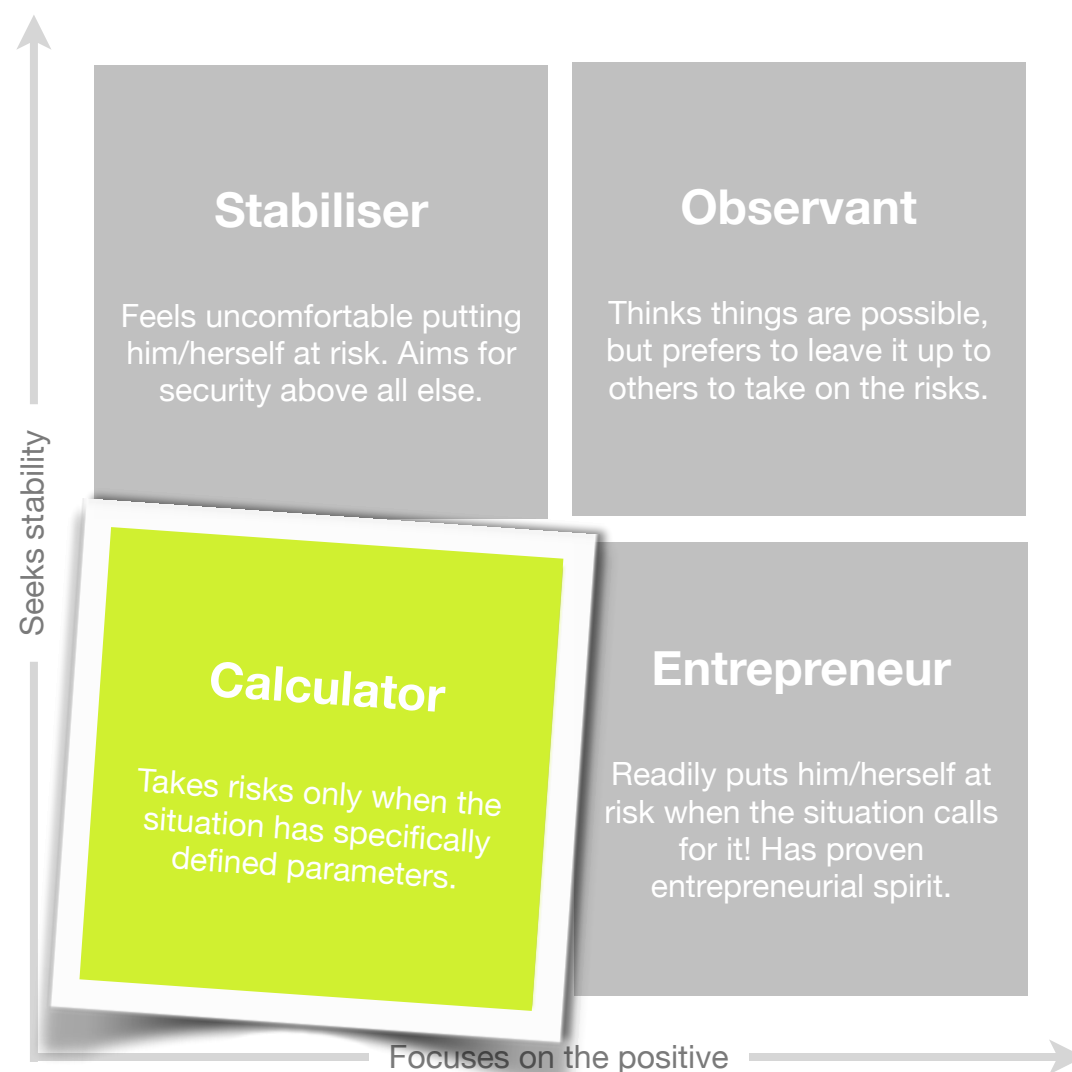 Stabiliser
Feels uncomfortable putting
him/herself at risk. Aims for
security above all else.
Observant
Thinks things are possible,
but prefers to leave it up to
others to take on the risks.
Seeks stability
Calculator
Takes risks only when the
situation has specifically
defined parameters.
Entrepreneur
Readily puts him/herself at
risk when the situation calls
for it! Has proven
entrepreneurial spirit.
Focuses on the positive